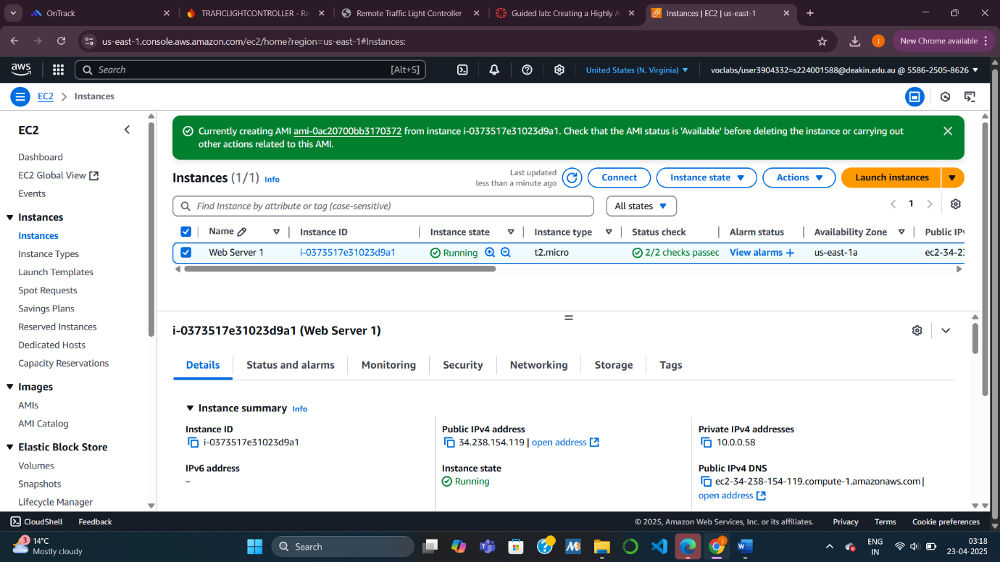 OnTrack
TRAFICLIGHTCONTROLLER - Re
Remote Traffic Light Controller
Guided lab: Creating a Highly A
Instances | EC2 | us-east-1
us-east-1.console.aws.amazon.com/ec2/home?region=us-east-1#Instances:
j
New Chrome available
aws
Search
[Alt+S]
United States (N. Virginia)
voclabs/user3904332=s224001588@deakin.edu.au @ 5586-2505-8626
EC2
Instances
EC2
Dashboard
EC2 Global View
Events
Instances
Instances
Instance Types
Launch Templates
Spot Requests
Savings Plans
Reserved Instances
Dedicated Hosts
Capacity Reservations
Images
AMIs
AMI Catalog
Elastic Block Store
Volumes
Snapshots
Lifecycle Manager
Currently creating AMI ami-0ac20700bb3170372 from instance i-0373517e31023d9a1. Check that the AMI status is 'Available' before deleting the instance or carrying out
other actions related to this AMI.
Instances (1/1) Info
Last updated
less than a minute ago
Connect
Instance state
Actions
Launch instances
Find Instance by attribute or tag (case-sensitive)
All states
1
Name Instance ID Instance state Instance type Status check Alarm status Availability Zone Public IPv
Web Server 1 i-0373517e31023d9a1 Running t2.micro 2/2 checks passec View alarms + us-east-1a ec2-34-23
i-0373517e31023d9a1 (Web Server 1)
Details Status and alarms Monitoring Security Networking Storage Tags
Instance summary Info
Instance ID
i-0373517e31023d9a1
IPv6 address
–
Public IPv4 address
34.238.154.119 | open address
Instance state
Running
Private IPv4 addresses
10.0.0.58
Public IPv4 DNS
ec2-34-238-154-119.compute-1.amazonaws.com |
open address
CloudShell Feedback © 2025, Amazon Web Services, Inc. or its affiliates. Privacy Terms Cookie preferences
3
14°C
Mostly cloudy
Search
ENG
IN
03:18
23-04-2025